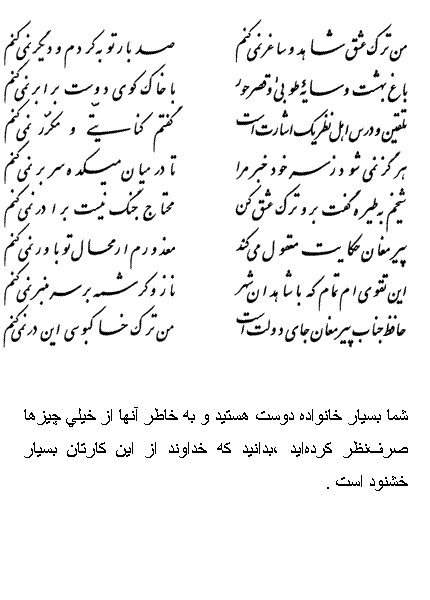 من ترک عشق شاهد و ساغر نمی کنم صد بار توبه کردم و دیگر نمی کنم
باغ بهشت و سایهٔ طوبیٰ و قصر حور با خاک کوی دوست برابر نمی کنم
تلقین و درس اهل نظر یک اشارت است گفتم کنایتی و مکرّر نمی کنم
هرگز نمی شود ز سر خود خبر مرا تا در میان میکده سر بر نمی کنم
شیخم به طیره گفت برو ترک عشق کن محتاج جنگ نیست برادر نمی کنم
پیر مغان حکایت معقول می کند معذورم ار محال تو باور نمی کنم
این تقوی ام تمام که با شاهدان شهر ناز و کرشمه بر سر منبر نمی کنم
حافظ جناب پیر مغان جای دولت است من ترک خاکبوسی این در نمی کنم
شما بسیار خانواده دوست هستید و به خاطر آنها از خیلي چیزها
صرف‌نظر کرده‌اید ،بدانید که خداوند از این کارتان بسیار
خشنود است .